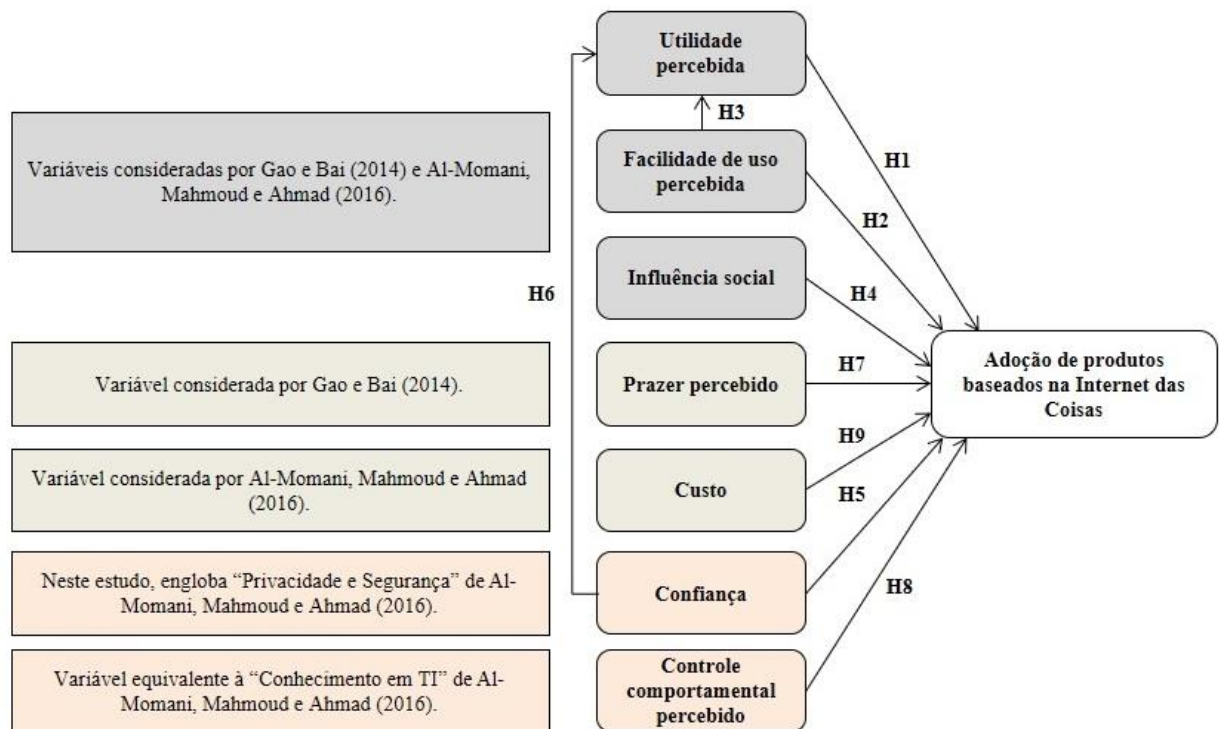 Utilidade
percebida
H3
Variáveis consideradas por Gao e Bai (2014) e Al-Momani,
Mahmoud e Ahmad (2016).
Facilidade de uso
percebida
H1
H2
H6
Influência social
H4
Variável considerada por Gao e Bai (2014).
Prazer percebido
H7
Adoção de produtos
baseados na Internet das
Coisas
Variável considerada por Al-Momani, Mahmoud e Ahmad
(2016).
Custo
H9
H5
Neste estudo, engloba “Privacidade e Segurança” de Al-
Momani, Mahmoud e Ahmad (2016).
Confiança
H8
Variável equivalente à “Conhecimento em TI” de Al-
Momani, Mahmoud e Ahmad (2016).
Controle
comportamental
percebido